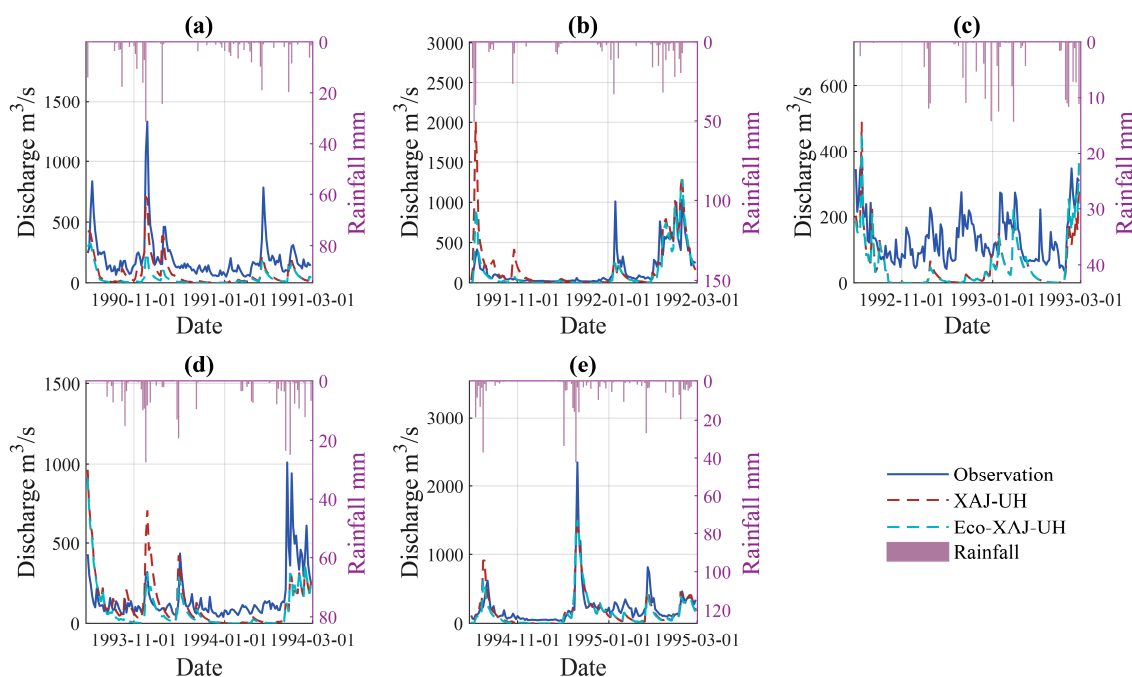 (a)
Discharge m³/s
0
500
1000
1500
0
20
40
60
80
Rainfall mm
1990-11-01
1991-01-01
1991-03-01
Date
(b)
Discharge m³/s
0
500
1000
1500
2000
2500
3000
0
50
100
150
Rainfall mm
1991-11-01
1992-01-01
1992-03-01
Date
(c)
Discharge m³/s
0
200
400
600
0
10
20
30
40
Rainfall mm
1992-11-01
1993-01-01
1993-03-01
Date
(d)
Discharge m³/s
0
500
1000
1500
0
20
40
60
80
Rainfall mm
1993-11-01
1994-01-01
1994-03-01
Date
(e)
Discharge m³/s
0
1000
2000
3000
0
20
40
60
80
100
120
Rainfall mm
1994-11-01
1995-01-01
1995-03-01
Date
Observation
XAJ-UH
Eco-XAJ-UH
Rainfall